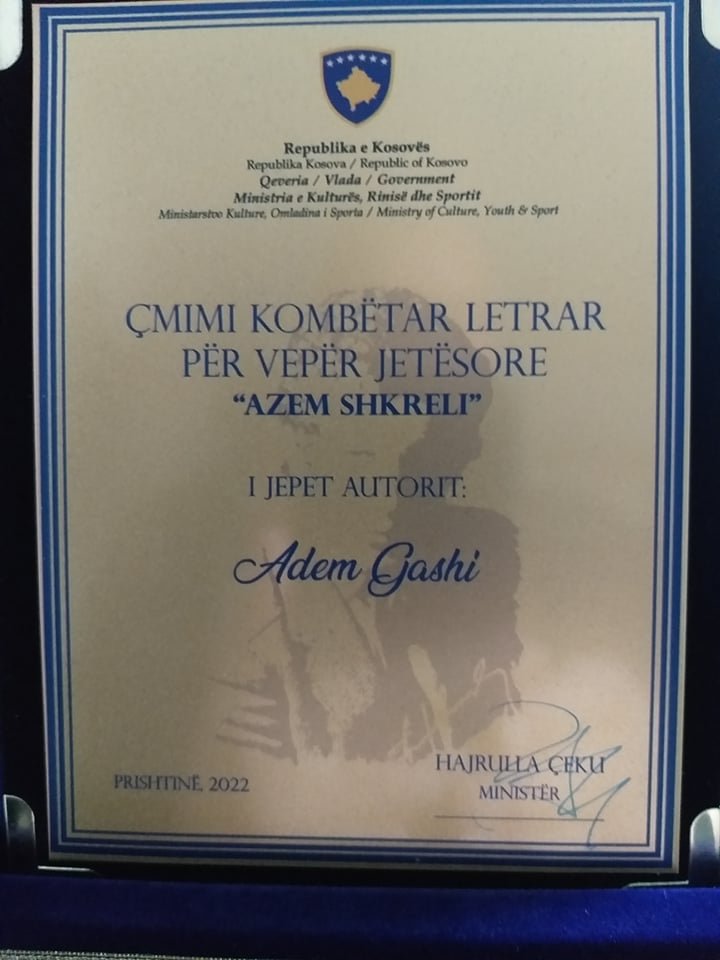 Republika e Kosovës
Republika Kosova / Republic of Kosovo
Qeveria / Vlada / Government
Ministria e Kulturës, Rinisë dhe Sportit
Ministarstvo Kulture, Omladina i Sporta / Ministry of Culture, Youth & Sport
ÇMIMI KOMBËTAR LETRAR
PËR VEPËR JETËSORE
“AZEM SHKRELI”
I JEPET AUTORIT:
Adem Gashi
PRISHTINË, 2022
HAJRULLA ÇEKU
MINISTËR